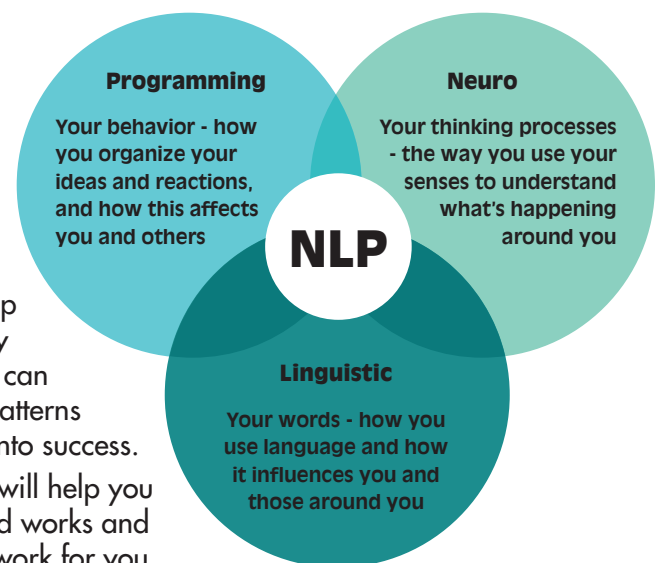 Programming
Your behavior - how
you organize your
ideas and reactions,
and how this affects
you and others
Neuro
Your thinking processes
- the way you use your
senses to understand
what's happening
around you
NLP
Linguistic
Your words - how you
use language and how
it influences you and
those around you
can
nto success.
will help you
works and
work for you